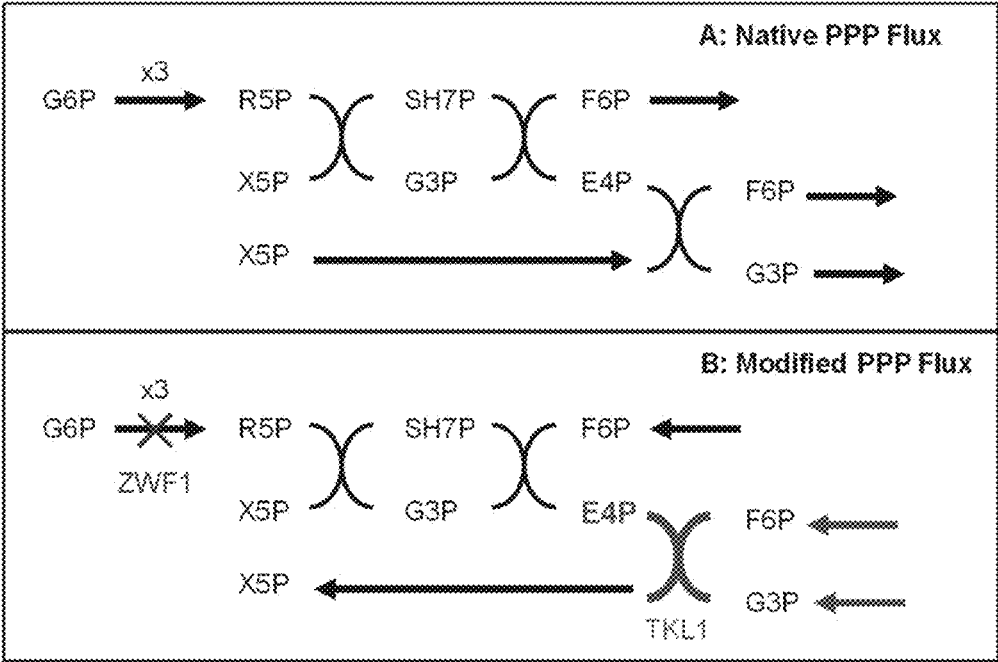 A: Native PPP Flux
x3
G6P R5P SH7P F6P
X5P G3P E4P F6P
X5P G3P
B: Modified PPP Flux
x3
G6P R5P SH7P F6P
ZWF1
X5P G3P E4P F6P
X5P G3P
TKL1